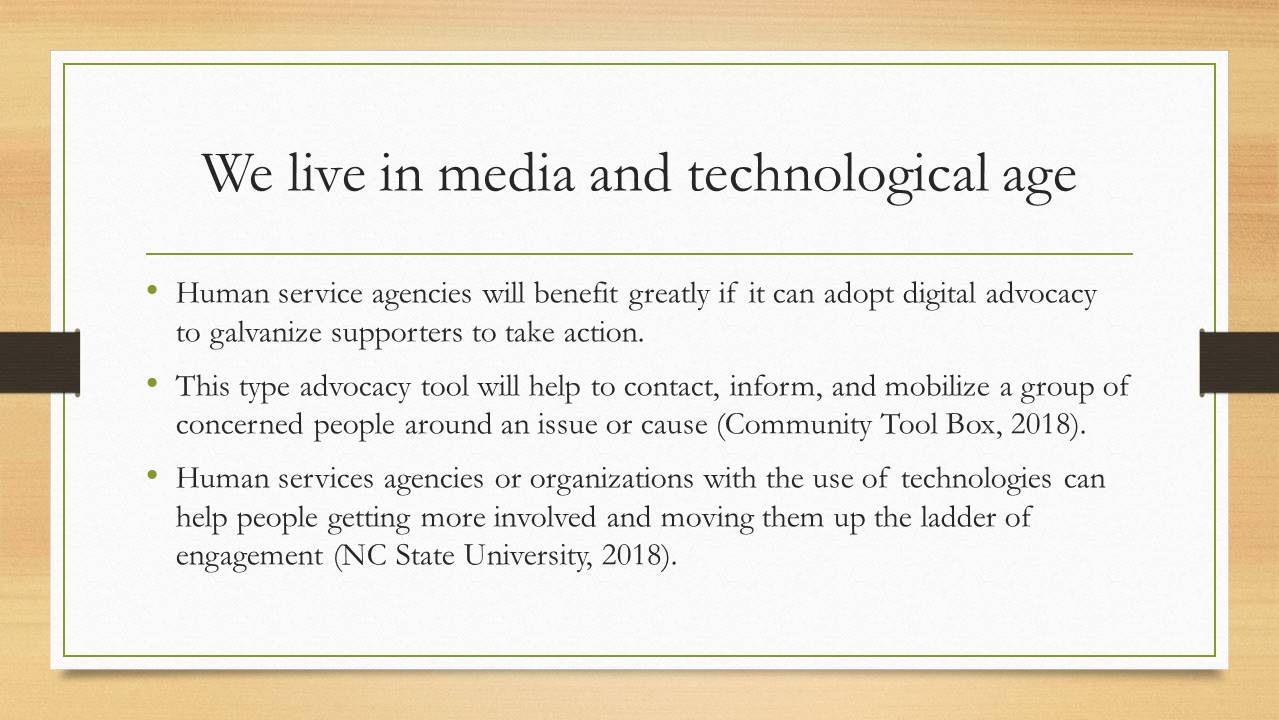 We live in media and technological age
• Human service agencies will benefit greatly if it can adopt digital advocacy
to galvanize supporters to take action.
• This type advocacy tool will help to contact, inform, and mobilize a group of
concerned people around an issue or cause (Community Tool Box, 2018).
• Human services agencies or organizations with the use of technologies can
help people getting more involved and moving them up the ladder of
engagement (NC State University, 2018).